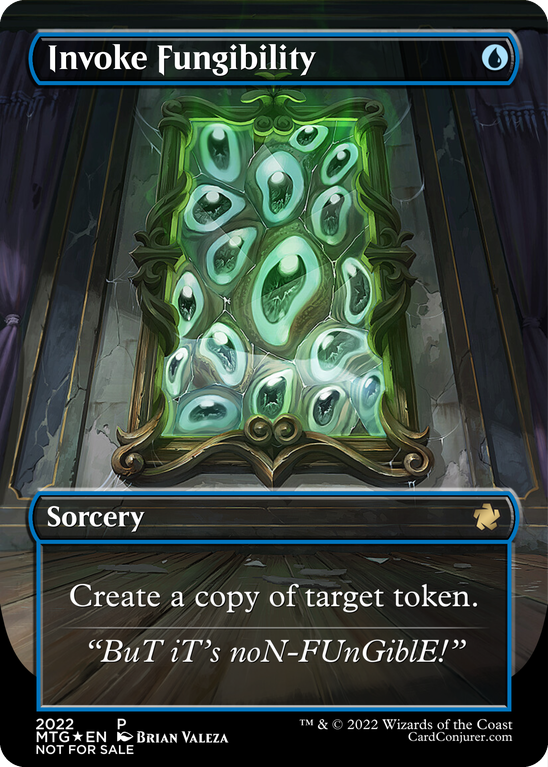 Invoke Fungibility
Sorcery
Create a copy of target token.
“BuT iT's noN-FUnGiblE!”
2022 P
MTG★EN BRIAN VALEZA
NOT FOR SALE
™ & © 2022 Wizards of the Coast
CardConjurer.com